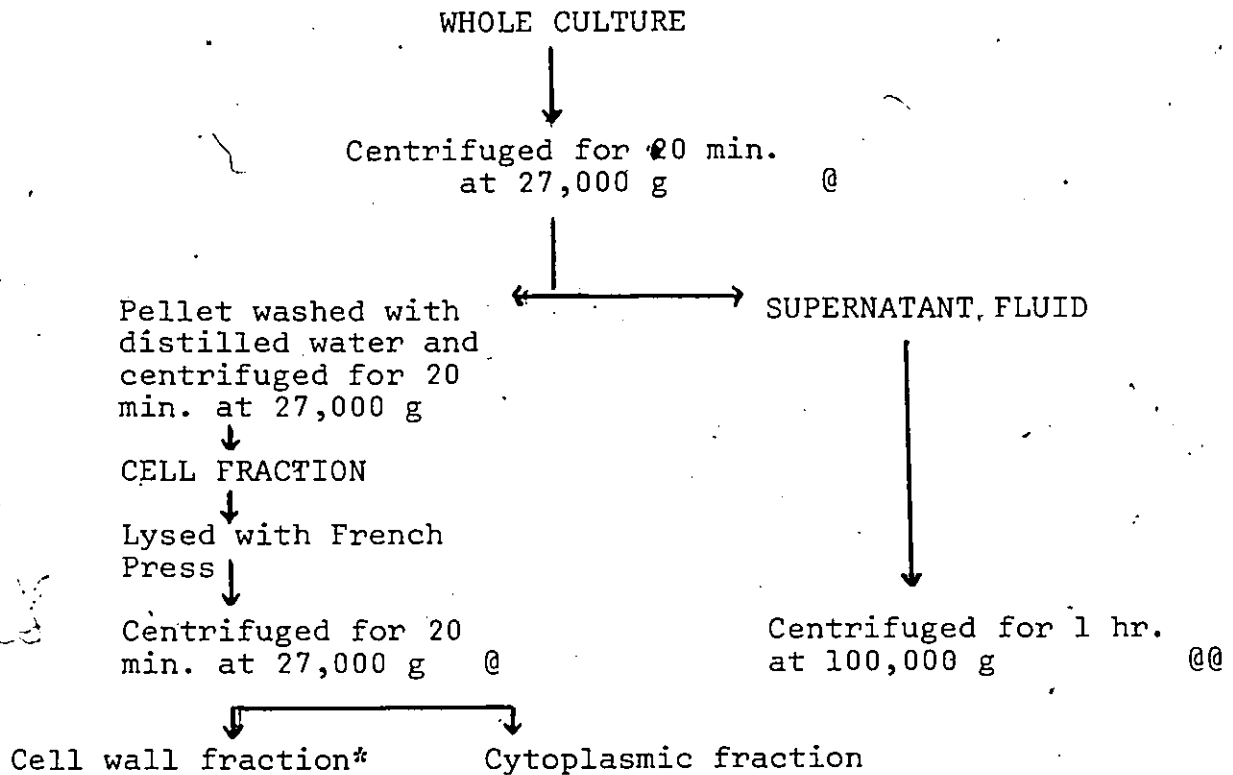 WHOLE CULTURE
Centrifuged for 20 min.
at 27,000 g @
Pellet washed with
distilled water and
centrifuged for 20
min. at 27,000 g
CELL FRACTION
Lysed with French
Press
Centrifuged for 20
min. at 27,000 g @
Cell wall fraction*
Cytoplasmic fraction
SUPERNATANT, FLUID
Centrifuged for 1 hr.
at 100,000 g @@